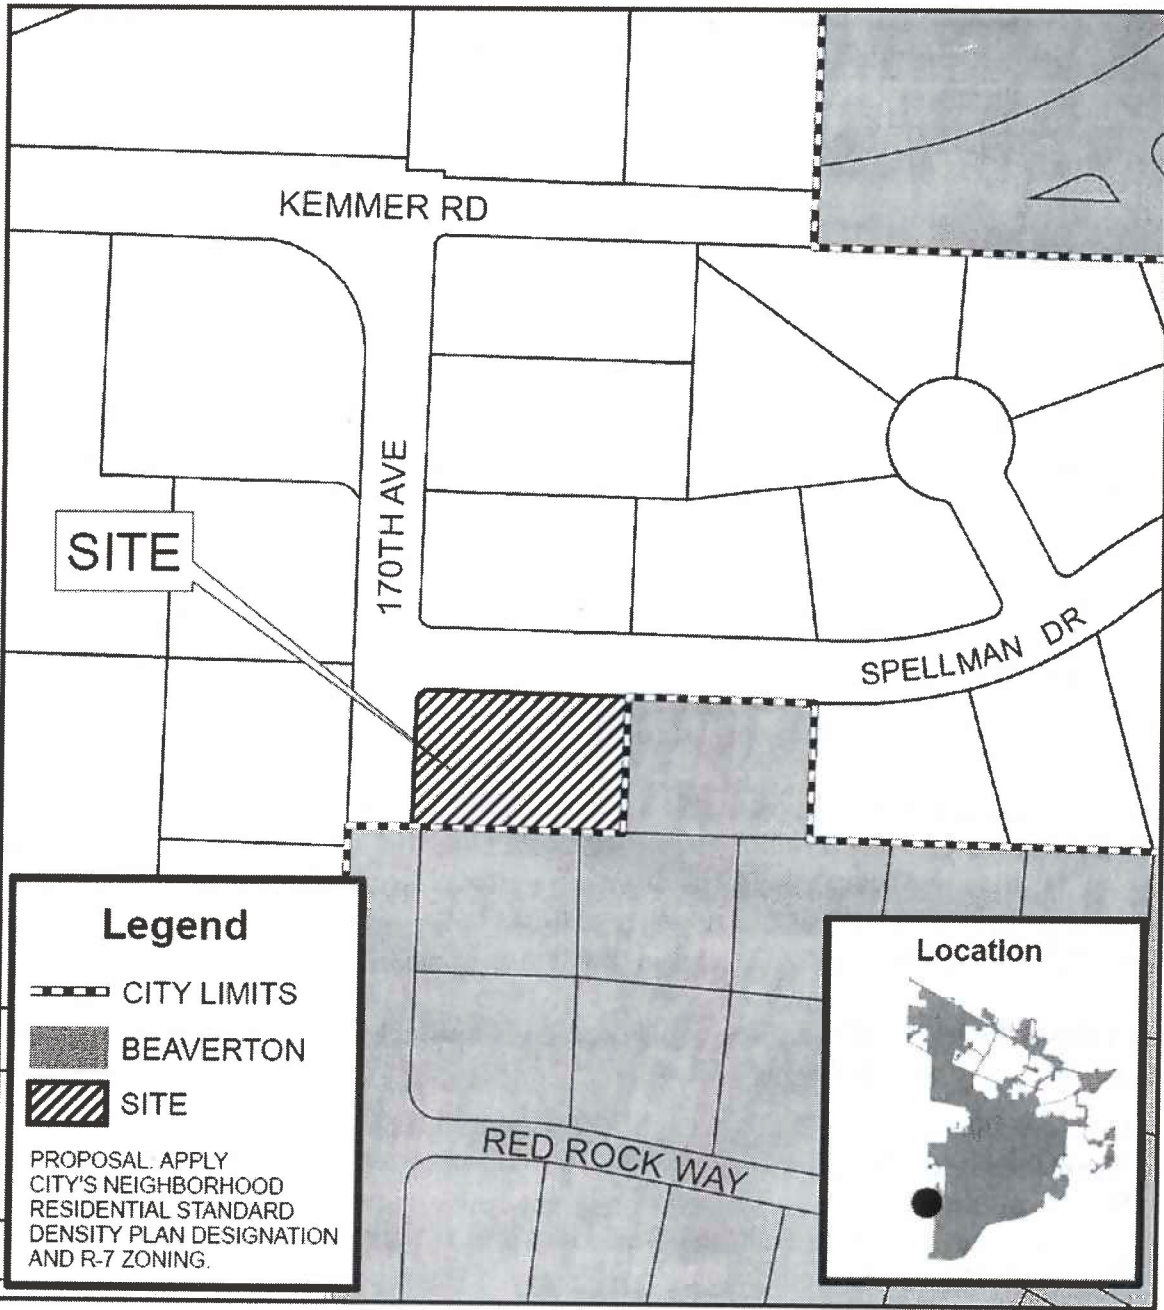 KEMMER RD
170TH AVE
SITE
SPELLMAN DR
Legend
CITY LIMITS
BEAVERTON
SITE
PROPOSAL. APPLY
CITY'S NEIGHBORHOOD
RESIDENTIAL STANDARD
DENSITY PLAN DESIGNATION
AND R-7 ZONING.
RED ROCK WAY
Location